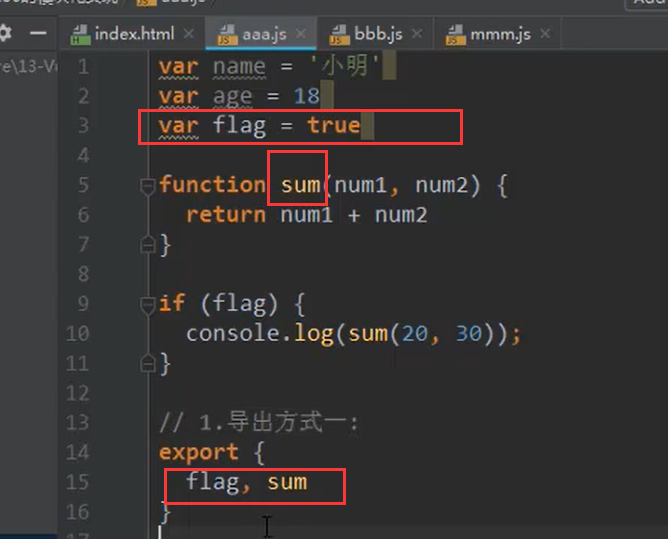 index.html aaa.js bbb.js mmm.js
re\13-V
1 var name = '小明'
2 var age = 18
3 var flag = true
4
5 function sum(num1, num2) {
6 return num1 + num2
7 }
8
9 if (flag) {
10 console.log(sum(20, 30));
11 }
12
13 // 1.导出方式一:
14 export {
15 flag, sum
16 }